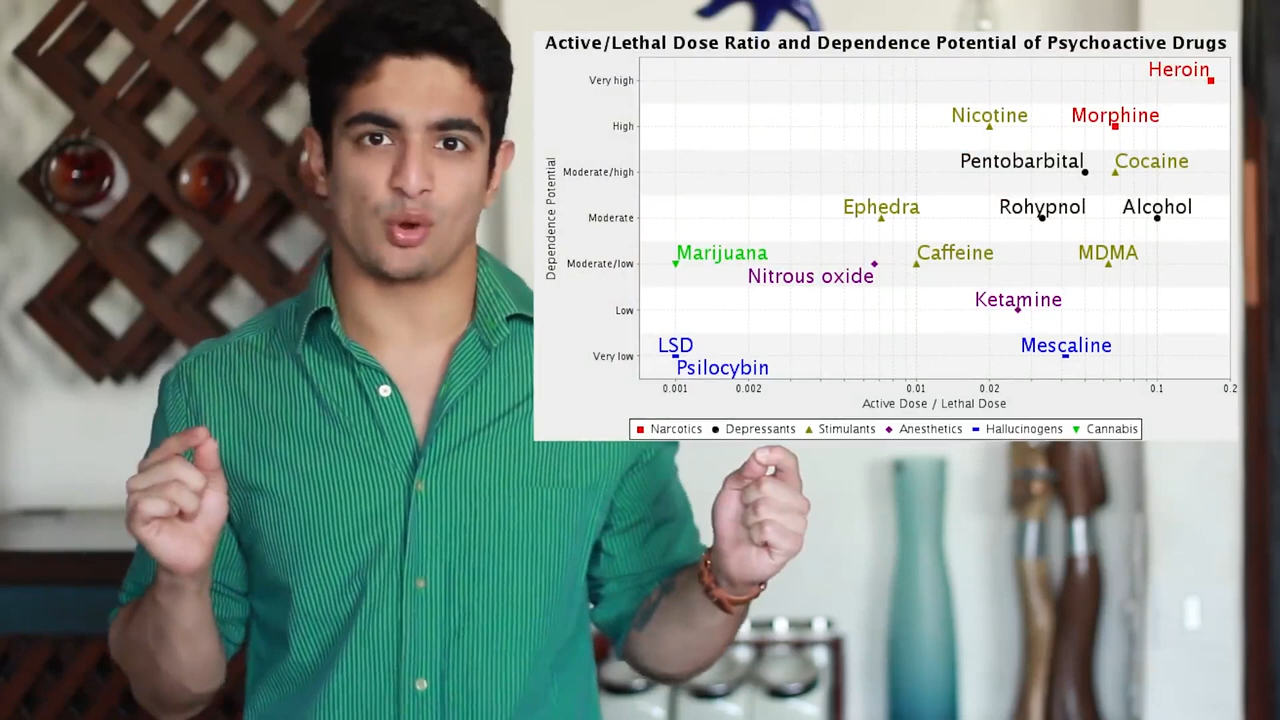 Active/Lethal Dose Ratio and Dependence Potential of Psychoactive Drugs
Very high
Heroin
High
Nicotine
Morphine
Moderate/high
Pentobarbital
Cocaine
Moderate
Ephedra
Rohypnol
Alcohol
Moderate/low
Marijuana
Nitrous oxide
Caffeine
MDMA
Low
Ketamine
Very low
LSD
Psilocybin
Mescaline
Dependence Potential
0.001 0.002 0.01 0.02 0.1 0.2
Active Dose / Lethal Dose
Narcotics Depressants Stimulants Anesthetics Hallucinogens Cannabis